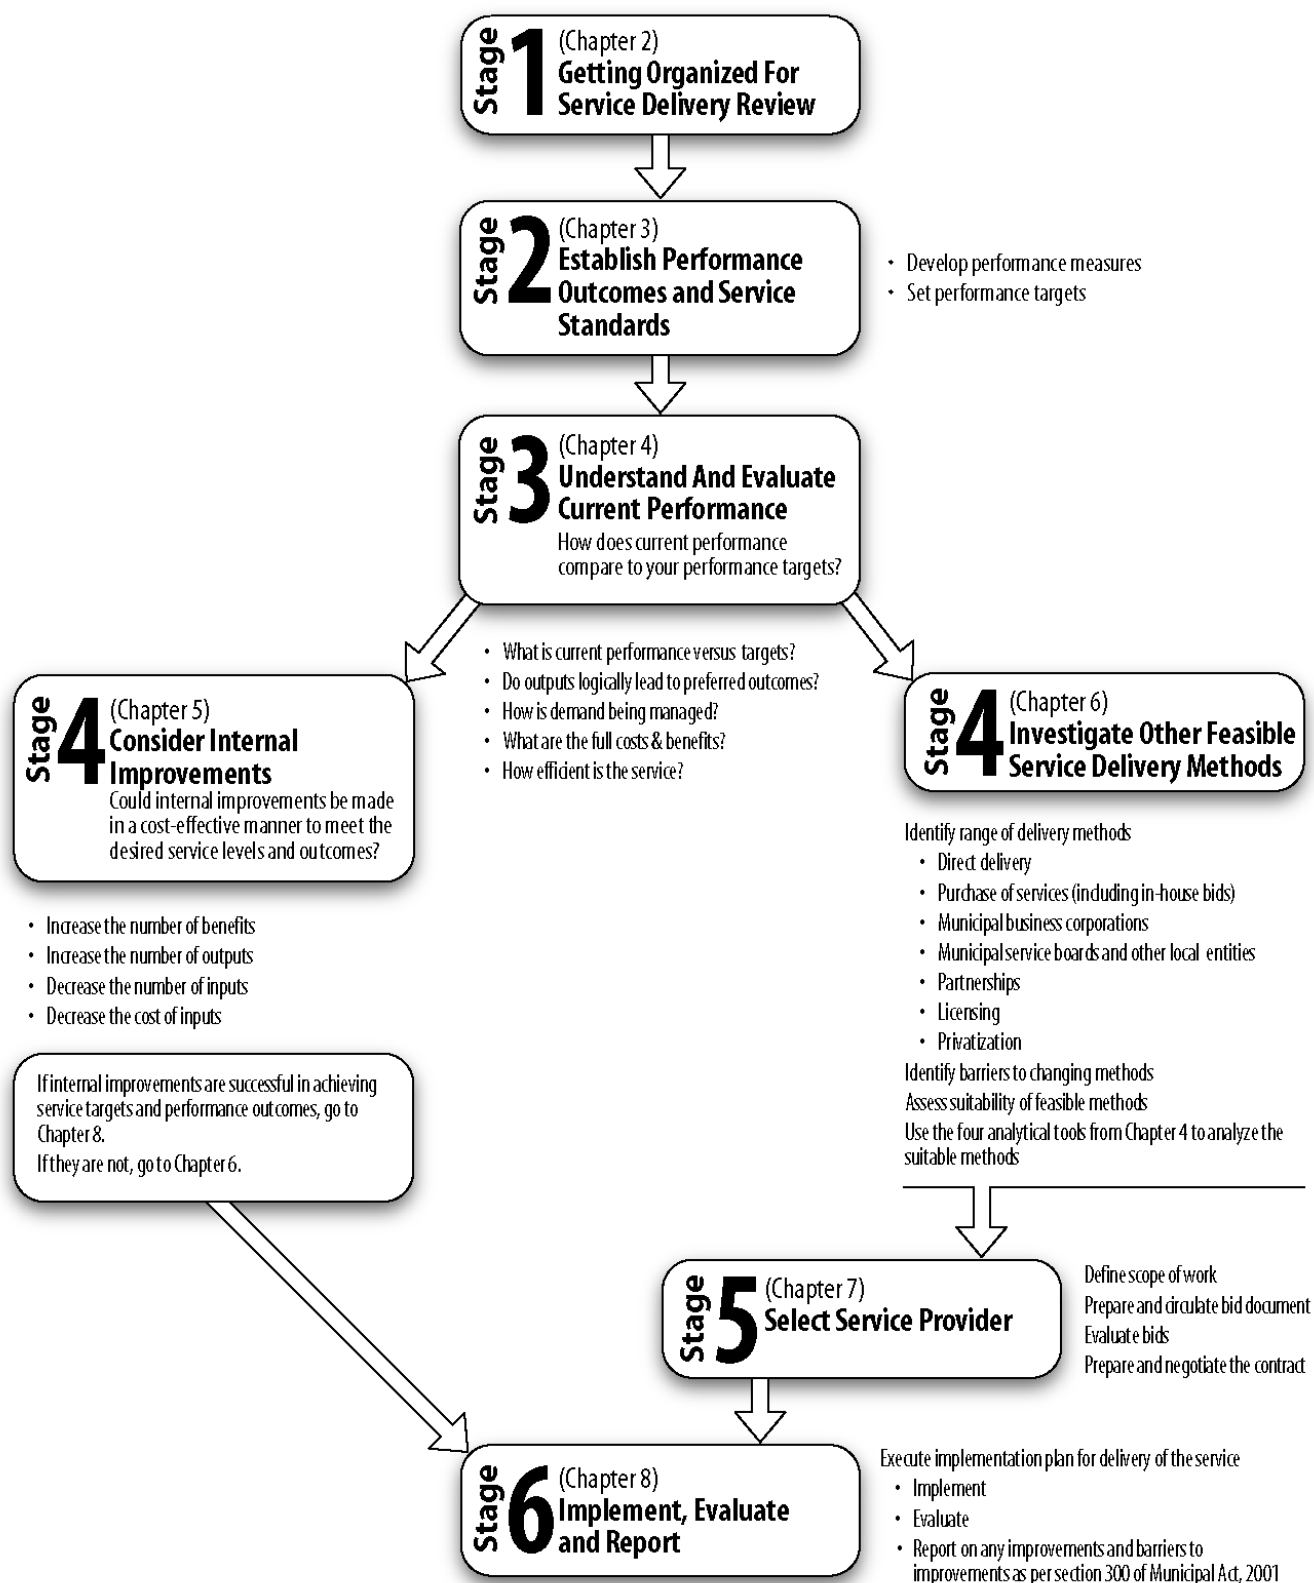 Stage 1
(Chapter 2)
Getting Organized For
Service Delivery Review
Stage 2
(Chapter 3)
Establish Performance
Outcomes and Service
Standards
• Develop performance measures
• Set performance targets
Stage 3
(Chapter 4)
Understand And Evaluate
Current Performance
How does current performance
compare to your performance targets?
• What is current performance versus targets?
• Do outputs logically lead to preferred outcomes?
• How is demand being managed?
• What are the full costs & benefits?
• How efficient is the service?
Stage 4
(Chapter 5)
Consider Internal
Improvements
Could internal improvements be made
in a cost-effective manner to meet the
desired service levels and outcomes?
• Increase the number of benefits
• Increase the number of outputs
• Decrease the number of inputs
• Decrease the cost of inputs
If internal improvements are successful in achieving
service targets and performance outcomes, go to
Chapter 8.
If they are not, go to Chapter 6.
Stage 4
(Chapter 6)
Investigate Other Feasible
Service Delivery Methods
Identify range of delivery methods
• Direct delivery
• Purchase of services (including in-house bids)
• Municipal business corporations
• Municipal service boards and other local entities
• Partnerships
• Licensing
• Privatization
Identify barriers to changing methods
Assess suitability of feasible methods
Use the four analytical tools from Chapter 4 to analyze the
suitable methods
Stage 5
(Chapter 7)
Select Service Provider
Define scope of work
Prepare and circulate bid document
Evaluate bids
Prepare and negotiate the contract
Stage 6
(Chapter 8)
Implement, Evaluate
and Report
Execute implementation plan for delivery of the service
• Implement
• Evaluate
• Report on any improvements and barriers to
improvements as per section 300 of Municipal Act, 2001